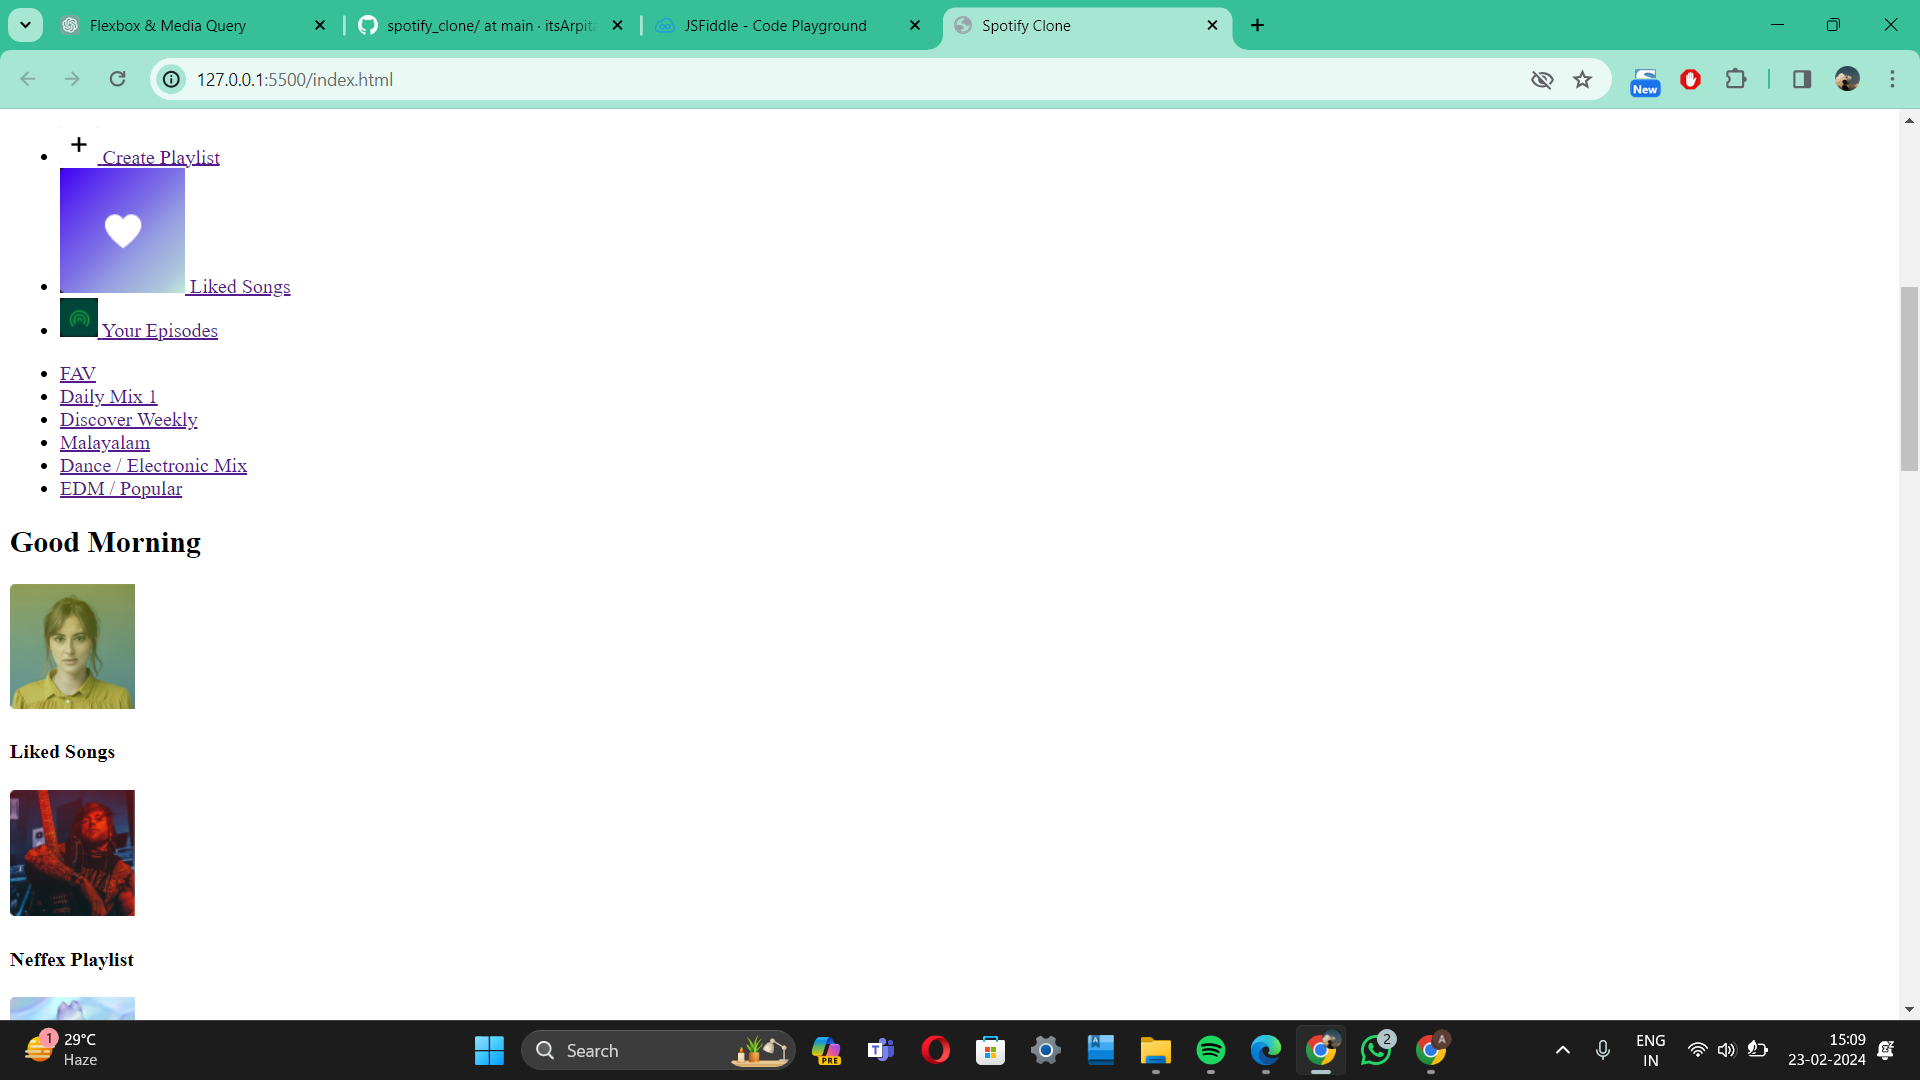 Flexbox & Media Query
spotify_clone/ at main · itsArpita
JSFiddle - Code Playground
Spotify Clone
127.0.0.1:5500/index.html
New
+ Create Playlist
Liked Songs
Your Episodes
FAV
Daily Mix 1
Discover Weekly
Malayalam
Dance / Electronic Mix
EDM / Popular
Good Morning
Liked Songs
Neffex Playlist
1
29°C
Haze
Search
PRE
T
A
2
A
ENG
IN
15:09
23-02-2024